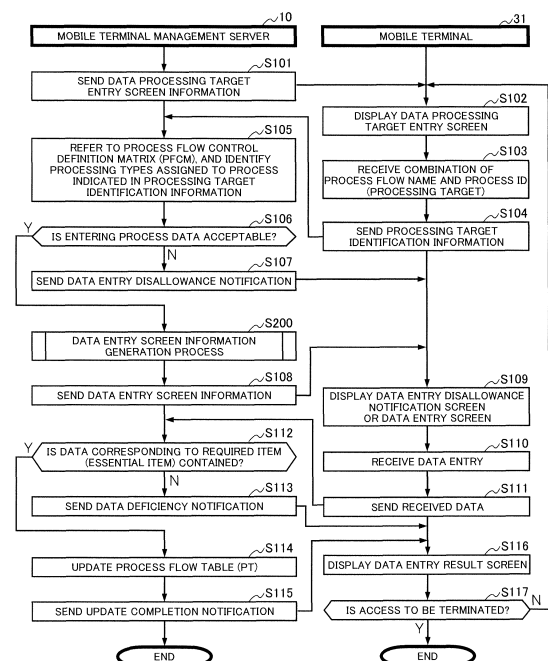 10
MOBILE TERMINAL MANAGEMENT SERVER
31
MOBILE TERMINAL
S101
SEND DATA PROCESSING TARGET
ENTRY SCREEN INFORMATION
S102
DISPLAY DATA PROCESSING
TARGET ENTRY SCREEN
S105
REFER TO PROCESS FLOW CONTROL
DEFINITION MATRIX (PFCM), AND IDENTIFY
PROCESSING TYPES ASSIGNED TO PROCESS
INDICATED IN PROCESSING TARGET
IDENTIFICATION INFORMATION
S103
RECEIVE COMBINATION OF
PROCESS FLOW NAME AND PROCESS ID
(PROCESSING TARGET)
S104
SEND PROCESSING TARGET
IDENTIFICATION INFORMATION
S106
Y
IS ENTERING PROCESS DATA ACCEPTABLE?
N
S107
SEND DATA ENTRY DISALLOWANCE NOTIFICATION
S200
DATA ENTRY SCREEN INFORMATION
GENERATION PROCESS
S108
SEND DATA ENTRY SCREEN INFORMATION
S109
DISPLAY DATA ENTRY DISALLOWANCE
NOTIFICATION SCREEN
OR DATA ENTRY SCREEN
S112
Y
IS DATA CORRESPONDING TO REQUIRED ITEM
(ESSENTIAL ITEM) CONTAINED?
N
S110
RECEIVE DATA ENTRY
S113
SEND DATA DEFICIENCY NOTIFICATION
S111
SEND RECEIVED DATA
S114
UPDATE PROCESS FLOW TABLE (PT)
S116
DISPLAY DATA ENTRY RESULT SCREEN
S115
SEND UPDATE COMPLETION NOTIFICATION
S117
IS ACCESS TO BE TERMINATED?
N
Y
END
END